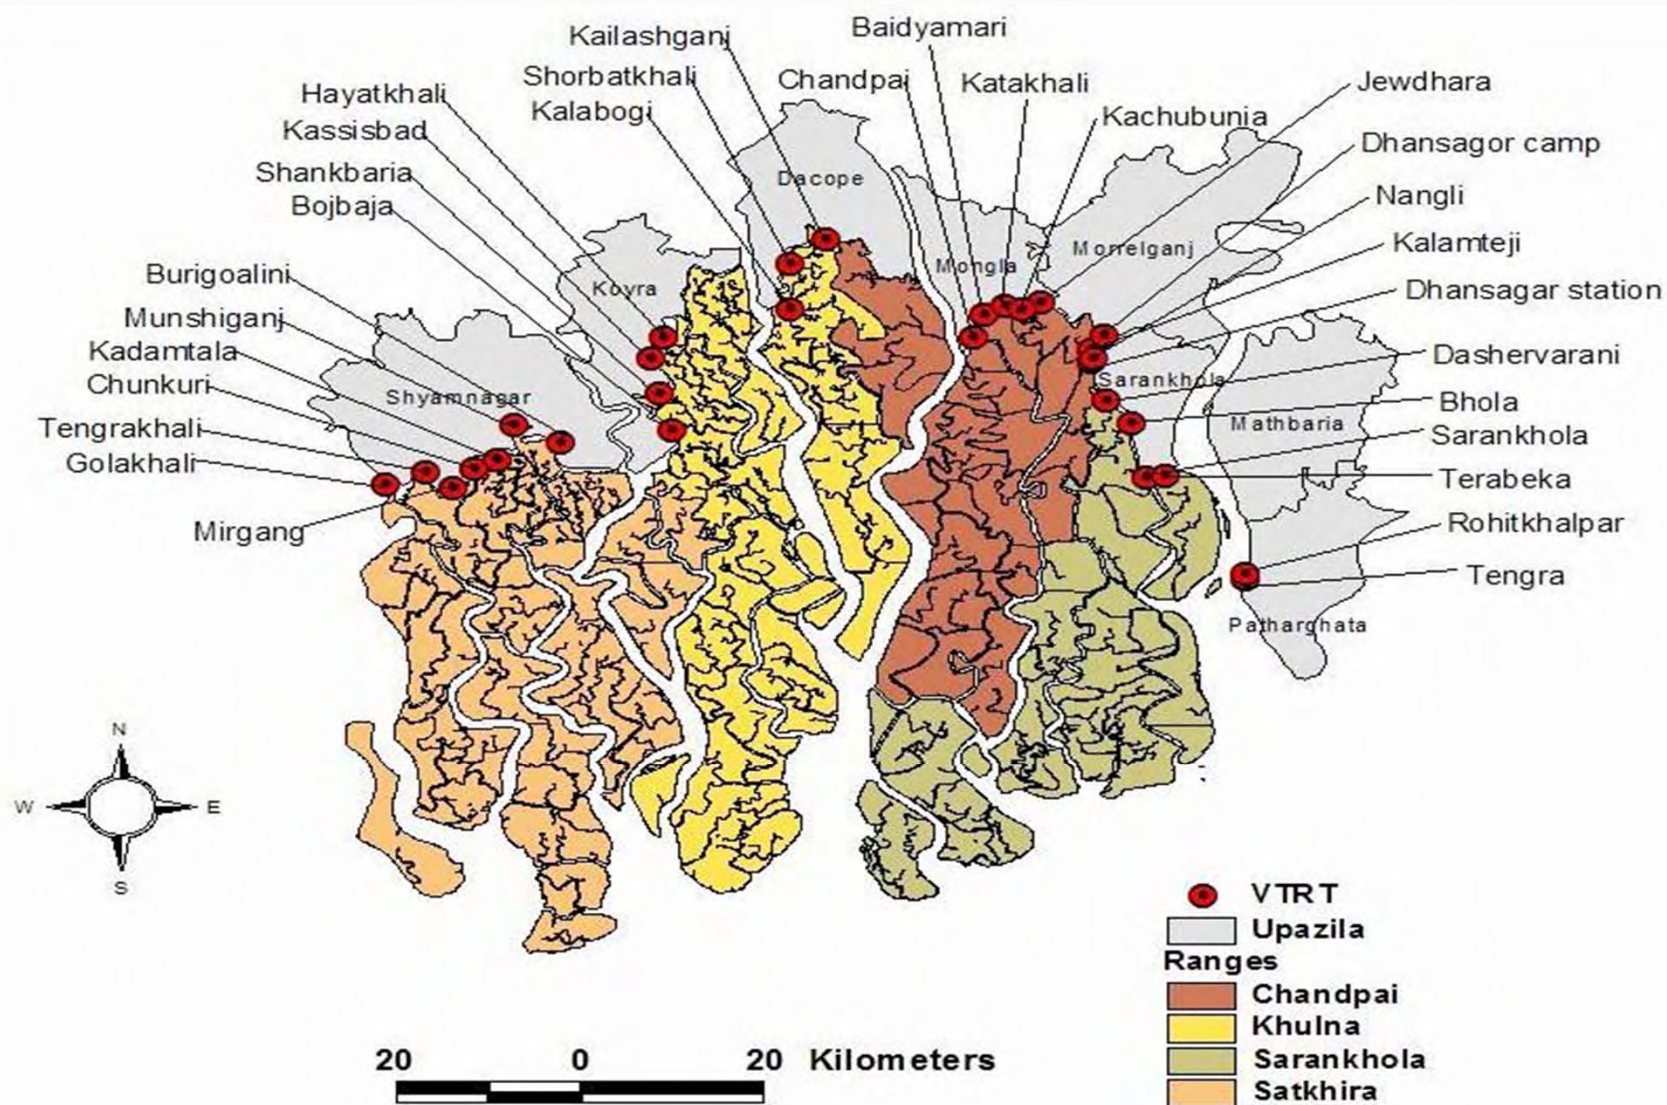 Kailashganj
Baidyamari
Shorbatkhali
Chandpai
Katakhali
Jewdhara
Hayatkhali
Kalabogi
Kachubunia
Kassisbad
Dhansagor camp
Shankbaria
Dacope
Nangli
Bojbaja
Kalamteji
Morrelganj
Mongla
Burigoalini
Koyra
Dhansagar station
Munshiganj
Kadamtala
Dashervarani
Chunkuri
Sarankhola
Shyamnagar
Bhola
Tengrakhali
Mathbaria
Sarankhola
Golakhali
Terabeka
Mirgang
Rohitkhalpar
Tengra
Patharghata
N
W
E
S
VTRT
Upazila
Ranges
Chandpai
Khulna
Sarankhola
Satkhira
20 0 20 Kilometers